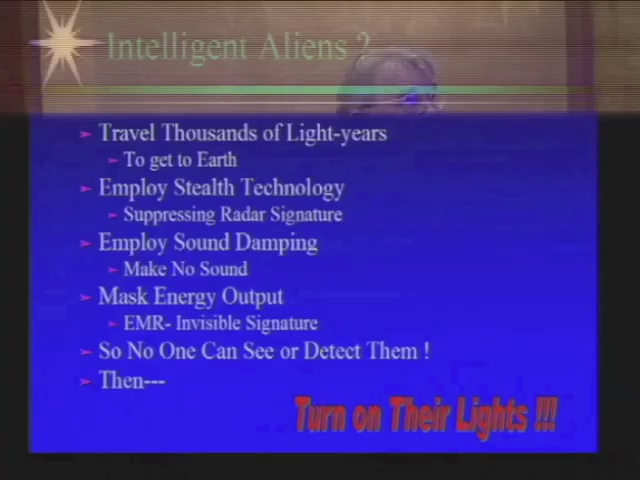 Intelligent Aliens ?
Travel Thousands of Light-years
To get to Earth
Employ Stealth Technology
Suppressing Radar Signature
Employ Sound Damping
Make No Sound
Mask Energy Output
EMR- Invisible Signature
So No One Can See or Detect Them !
Then---
Turn on Their Lights !!!